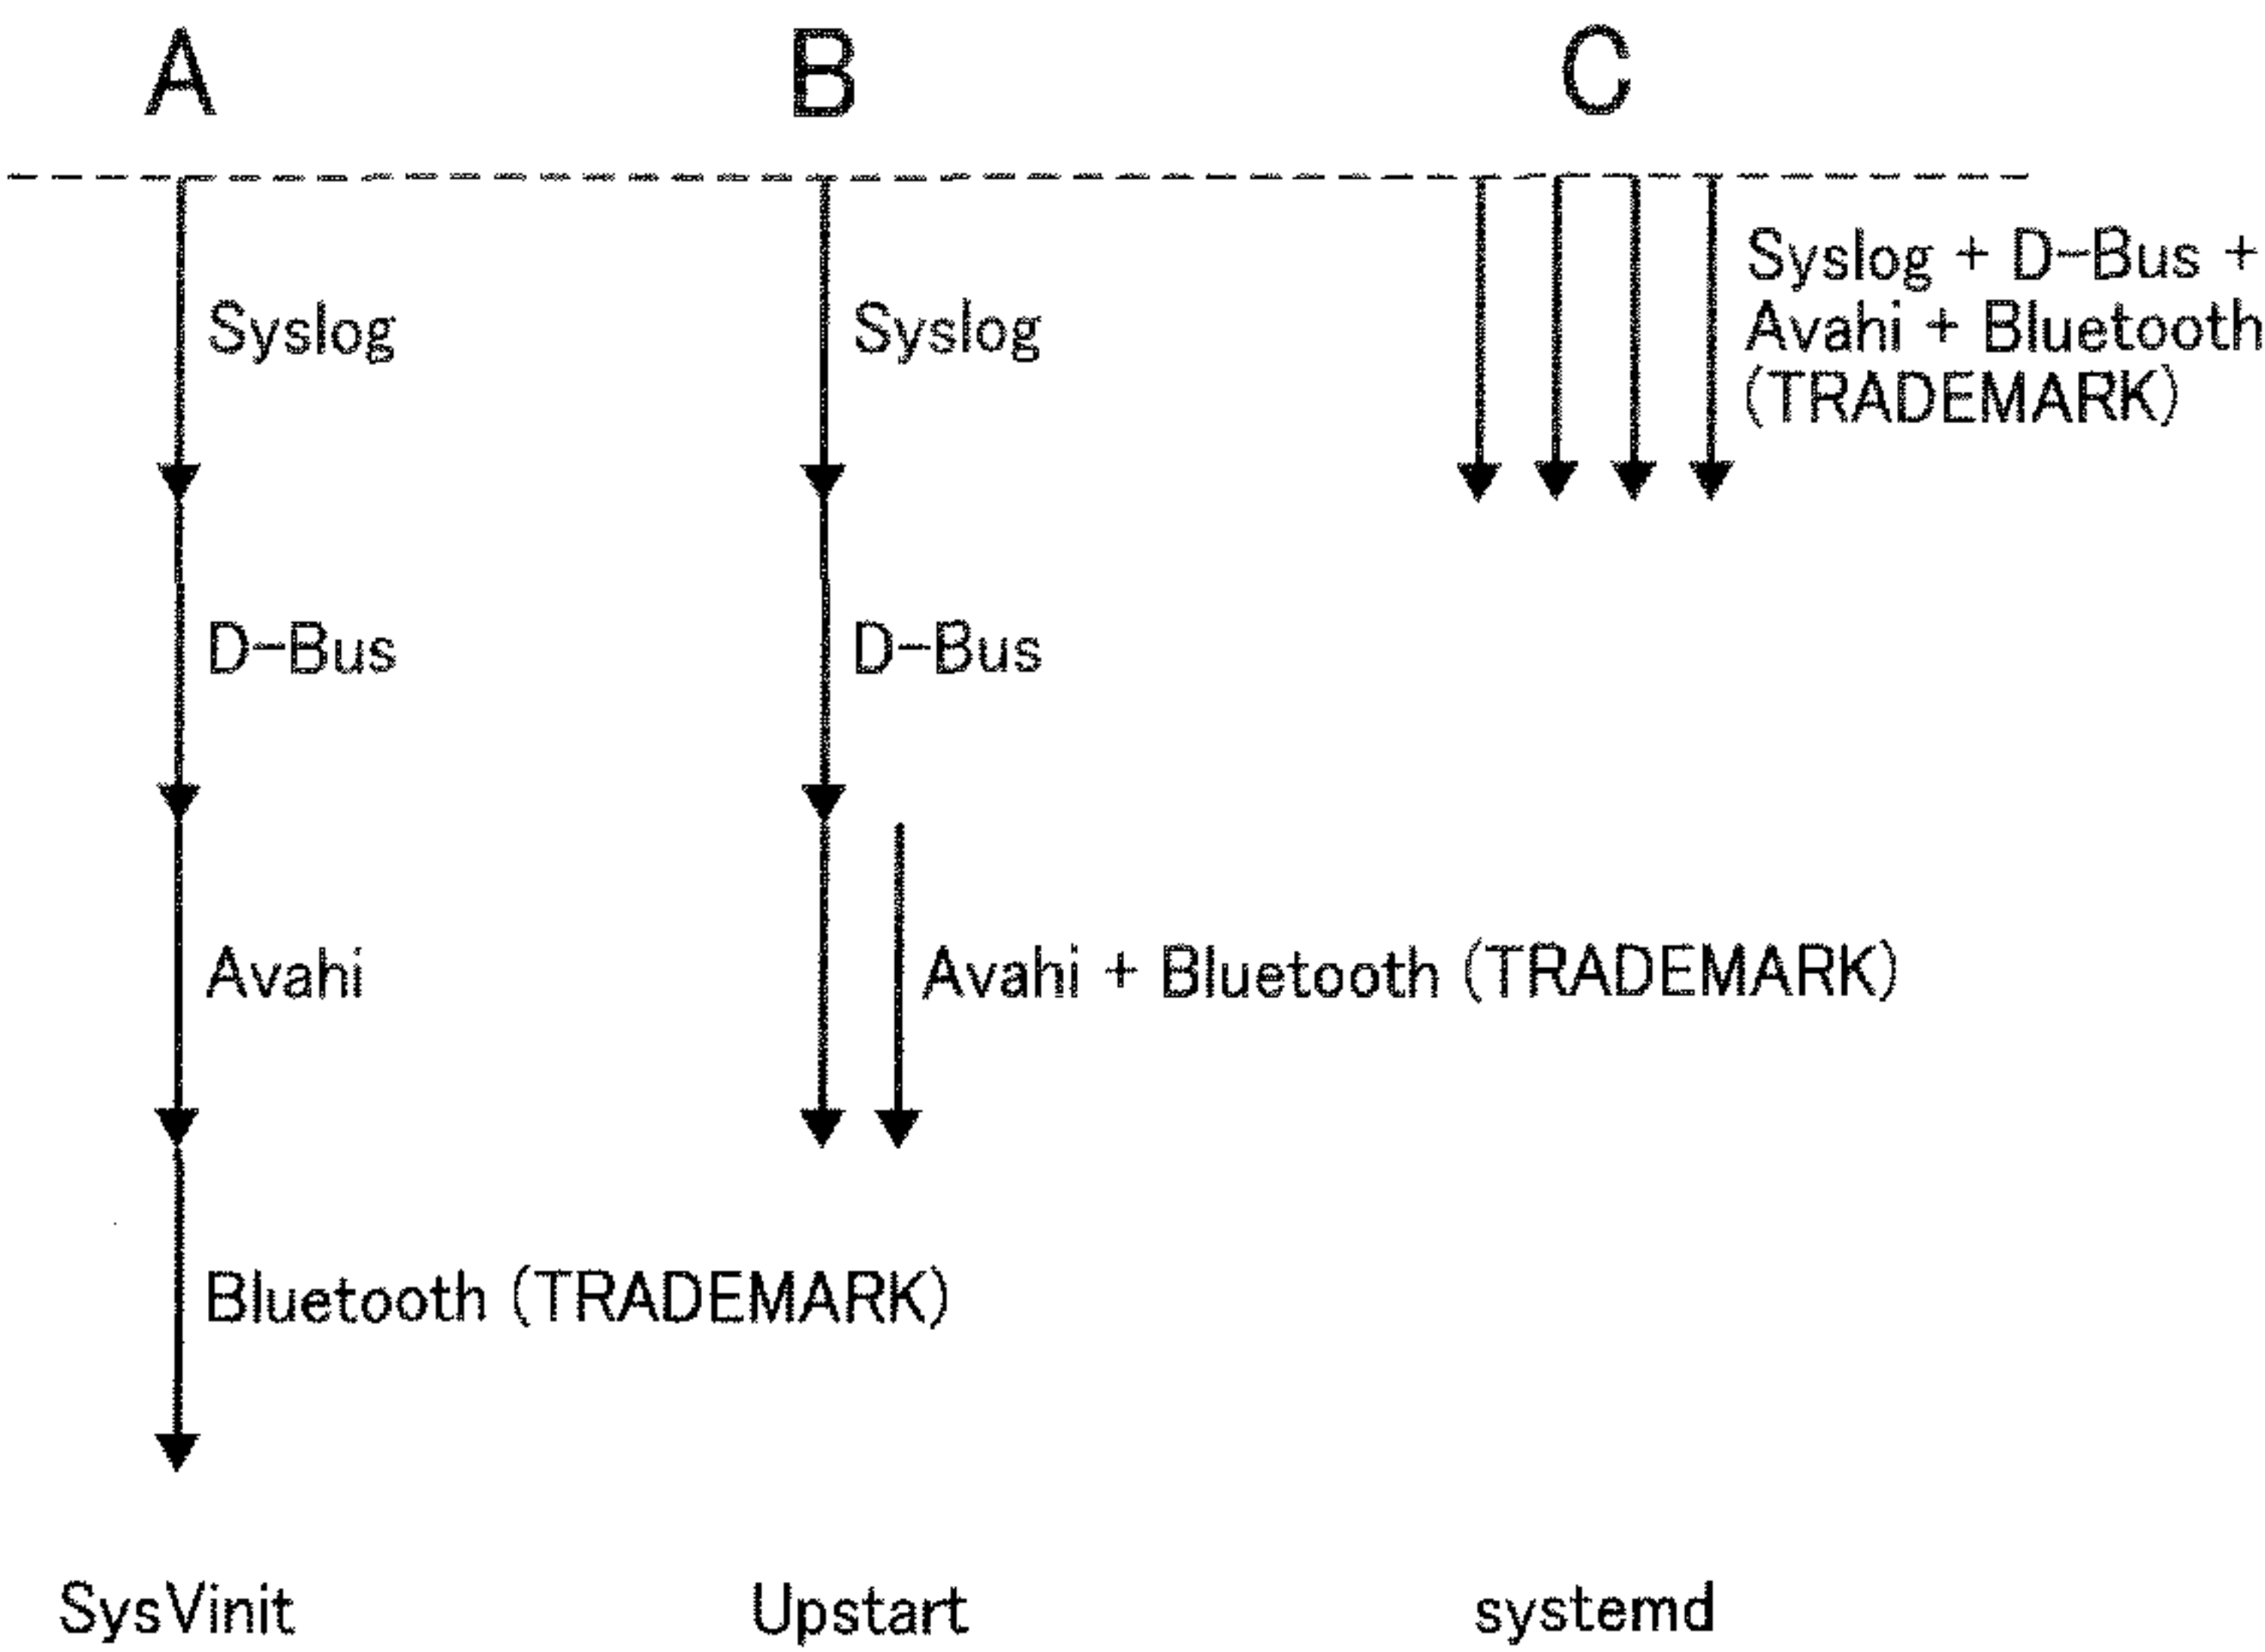 A
B
C
Syslog
D-Bus
Avahi
Bluetooth (TRADEMARK)
SysVinit
Syslog
D-Bus
Avahi + Bluetooth (TRADEMARK)
Upstart
Syslog + D-Bus +
Avahi + Bluetooth
(TRADEMARK)
systemd